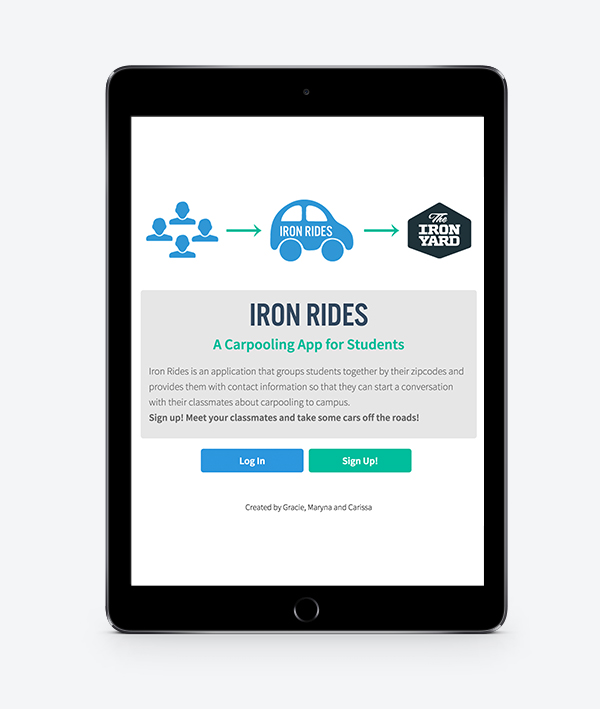 IRON RIDES
The
IRON
YARD
IRON RIDES
A Carpooling App for Students
Iron Rides is an application that groups students together by their zipcodes and
provides them with contact information so that they can start a conversation
with their classmates about carpooling to campus.
Sign up! Meet your classmates and take some cars off the roads!
Log In
Sign Up!
Created by Gracie, Maryna and Carissa